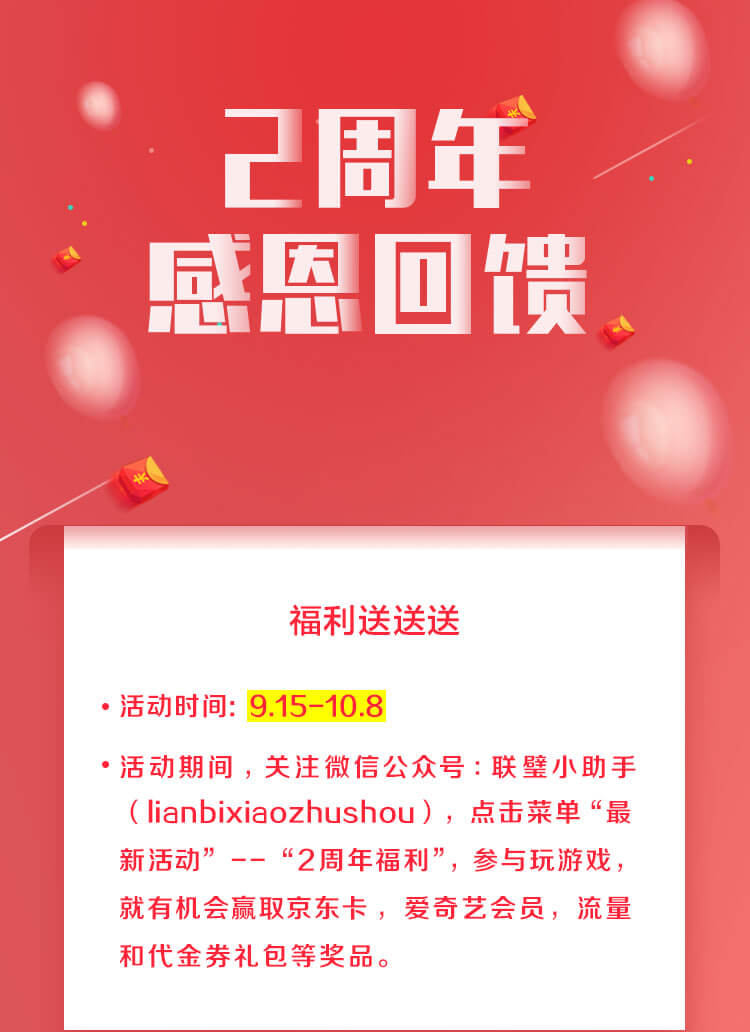 2周年
感恩回馈
福利送送送
• 活动时间: 9.15-10.8
• 活动期间，关注微信公众号: 联璧小助手
（lianbixiaozhushou），点击菜单“最
新活动” --“2周年福利”，参与玩游戏，
就有机会赢取京东卡，爱奇艺会员，流量
和代金券礼包等奖品。